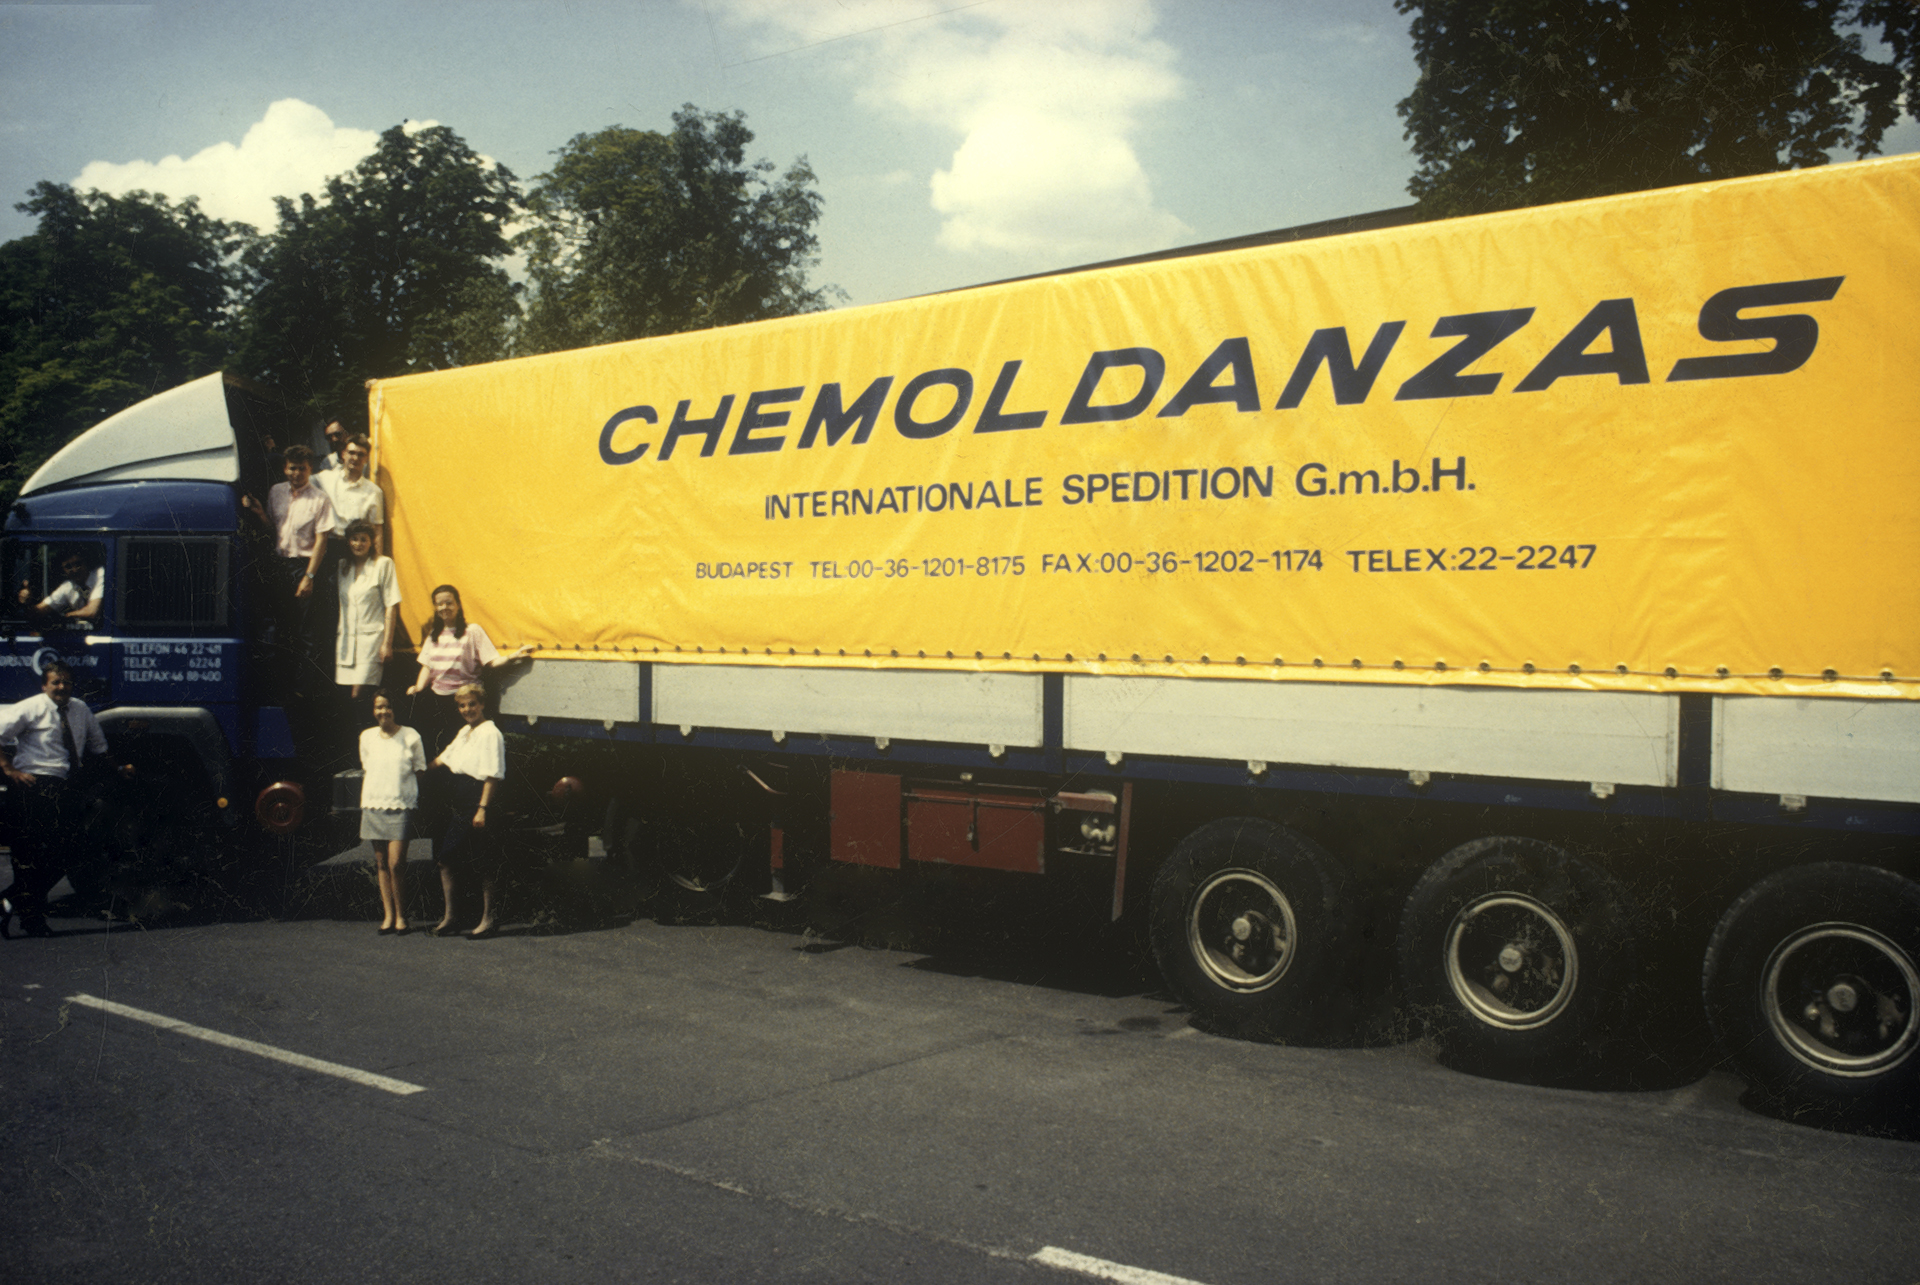 CHEMOLDANZAS
INTERNATIONALE SPEDITION G.m.b.H.
BUDAPEST TEL:00-36-1201-8175 FAX:00-36-1202-1174 TELEX:22-2247
TELEFON 46 22-411
TELEX 62248
TELEFAX:46 88-400